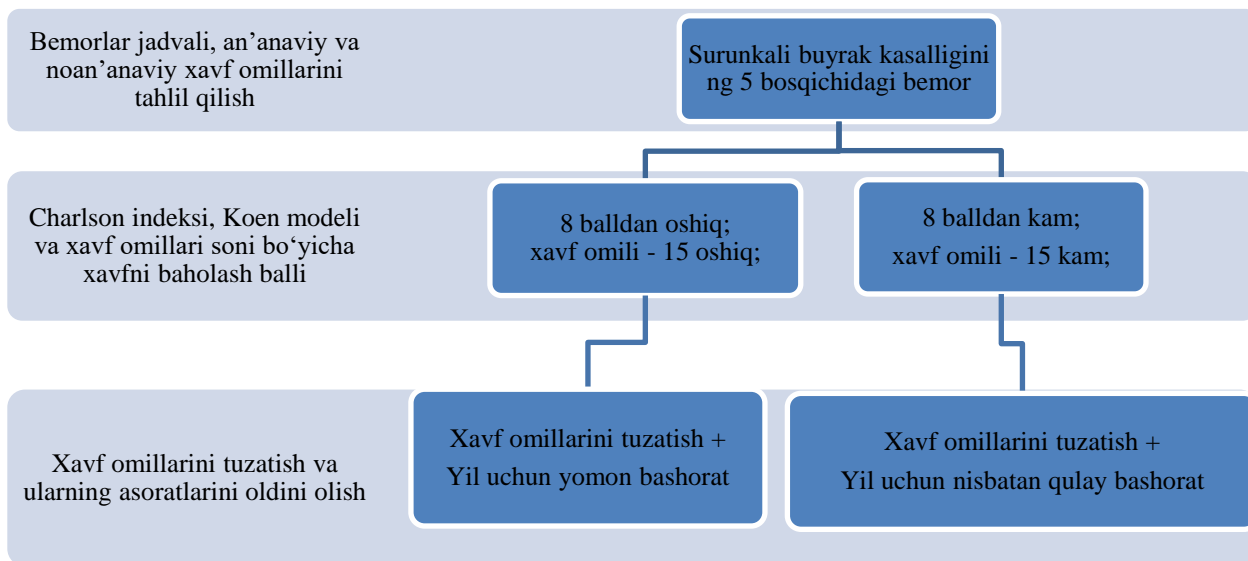 Bemorlar jadvali, an’anaviy va
noan’anaviy xavf omillarini
tahlil qilish
Surunkali buyrak kasalligini
ng 5 bosqichidagi bemor
Charlson indeksi, Koen modeli
va xavf omillari soni bo‘yicha
xavfni baholash balli
8 balldan oshiq;
xavf omili - 15 oshiq;
8 balldan kam;
xavf omili - 15 kam;
Xavf omillarini tuzatish va
ularning asoratlarini oldini olish
Xavf omillarini tuzatish +
Yil uchun yomon bashorat
Xavf omillarini tuzatish +
Yil uchun nisbatan qulay bashorat